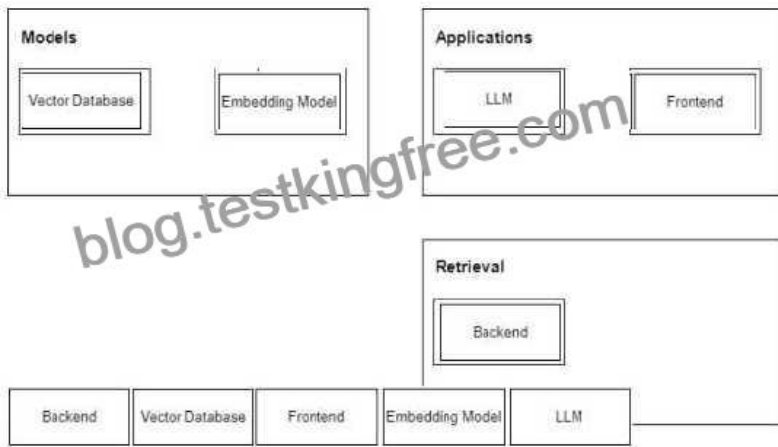 Models
Vector Database
Embedding Model
Applications
LLM
Frontend
blog.testkingfree.com
Retrieval
Backend
Backend
Vector Database
Frontend
Embedding Model
LLM